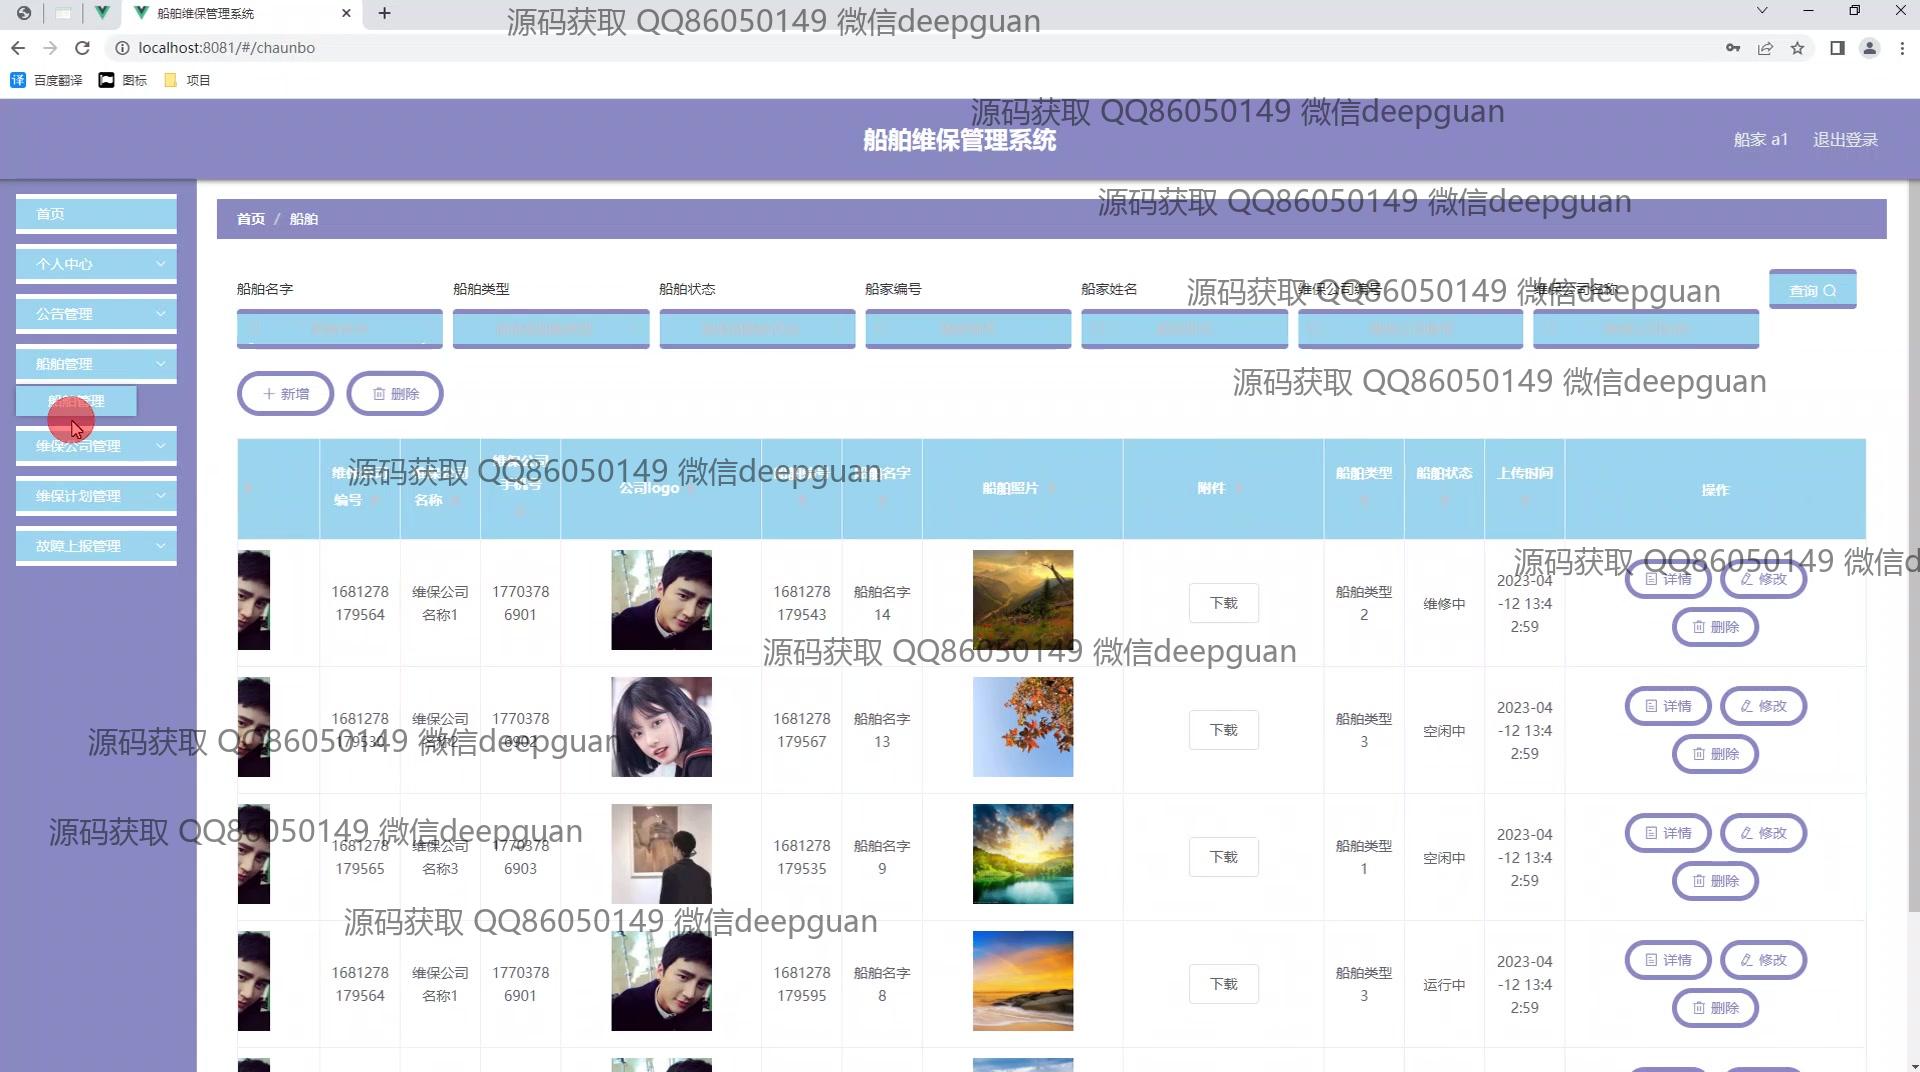 船舶维保管理系统
localhost:8081/#/chaunbo
百度翻译 图标 项目
源码获取 QQ86050149 微信deepguan
源码获取 QQ86050149 微信deepguan
船舶维保管理系统
船家 a1 退出登录
源码获取 QQ86050149 微信deepguan
首页 / 船舶
首页
个人中心
公告管理
船舶管理
船舶管理
维保公司管理
维保计划管理
故障上报管理
船舶名字 船舶类型 船舶状态 船家编号 船家姓名 维保公司编号 维保公司名称
查询
源码获取 QQ86050149 微信deepguan
源码获取 QQ86050149 微信deepguan
新增 删除
源码获取 QQ86050149 微信deepguan
编号 名称 手机号 公司logo 船舶照片 附件 船舶类型 船舶状态 上传时间 操作
源码获取 QQ86050149 微信d
1681278179564 维保公司名称1 17703786901 1681278179543 船舶名字14 下载 船舶类型2 维修中 2023-04-12 13:42:59 详情 修改 删除
源码获取 QQ86050149 微信deepguan
1681278 维保公司 1770378 1681278179567 船舶名字13 下载 船舶类型3 空闲中 2023-04-12 13:42:59 详情 修改 删除
源码获取 QQ86050149 微信deepguan
源码获取 QQ86050149 微信deepguan
1681278179565 维保公司名称3 17703786903 1681278179535 船舶名字9 下载 船舶类型1 空闲中 2023-04-12 13:42:59 详情 修改 删除
源码获取 QQ86050149 微信deepguan
1681278179564 维保公司名称1 17703786901 1681278179595 船舶名字8 下载 船舶类型3 运行中 2023-04-12 13:42:59 详情 修改 删除